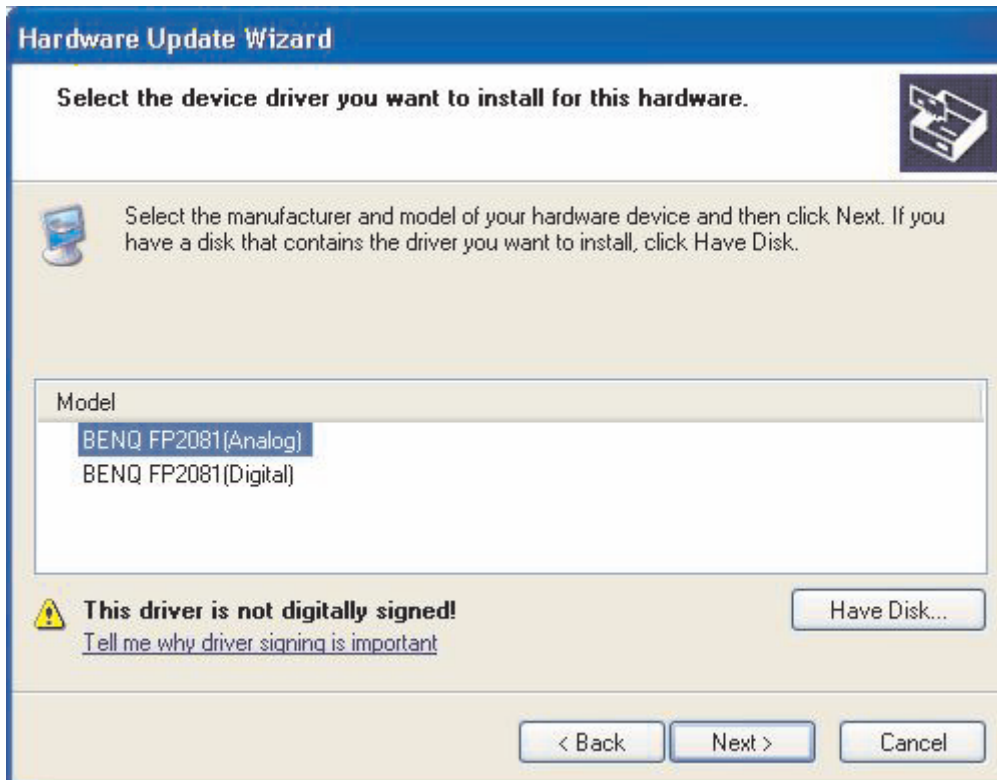 Hardware Update Wizard
Select the device driver you want to install for this hardware.
Select the manufacturer and model of your hardware device and then click Next. If you
have a disk that contains the driver you want to install, click Have Disk.
Model
BENQ FP2081(Analog)
BENQ FP2081(Digital)
This driver is not digitally signed!
Have Disk...
Tell me why driver signing is important
< Back
Next >
Cancel